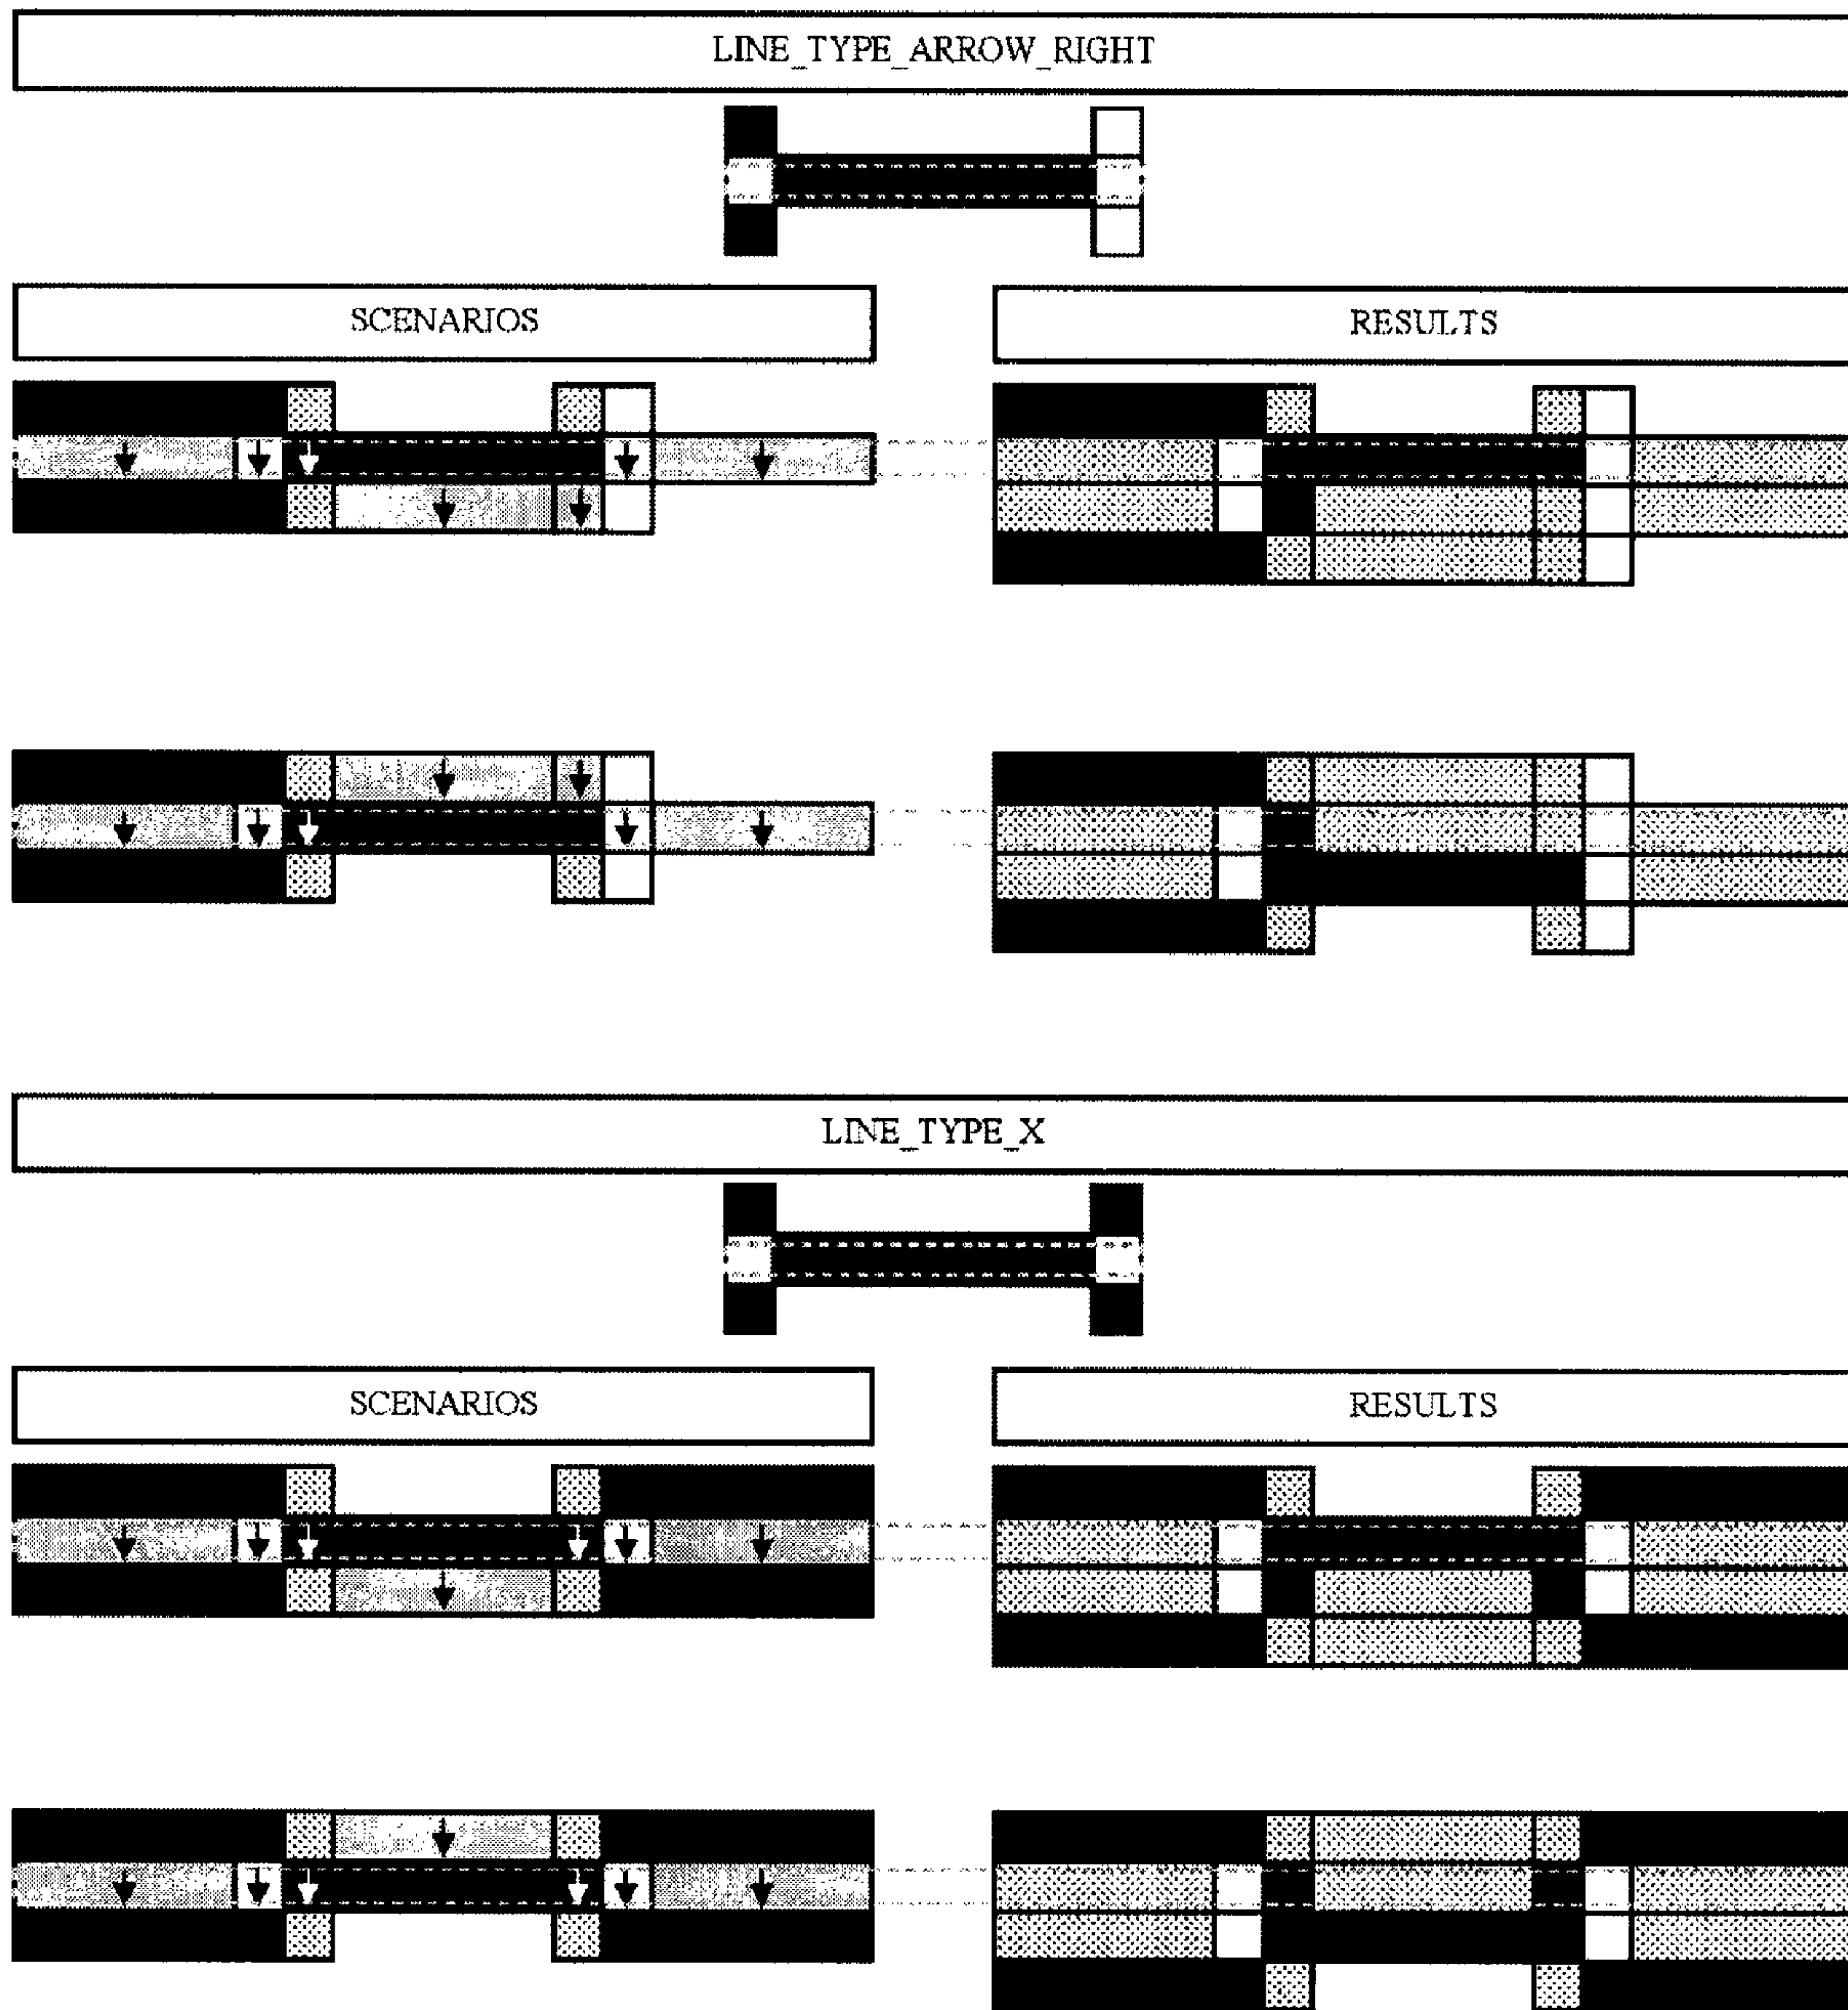 LINE_TYPE_ARROW_RIGHT
SCENARIOS
RESULTS
LINE_TYPE_X
SCENARIOS
RESULTS